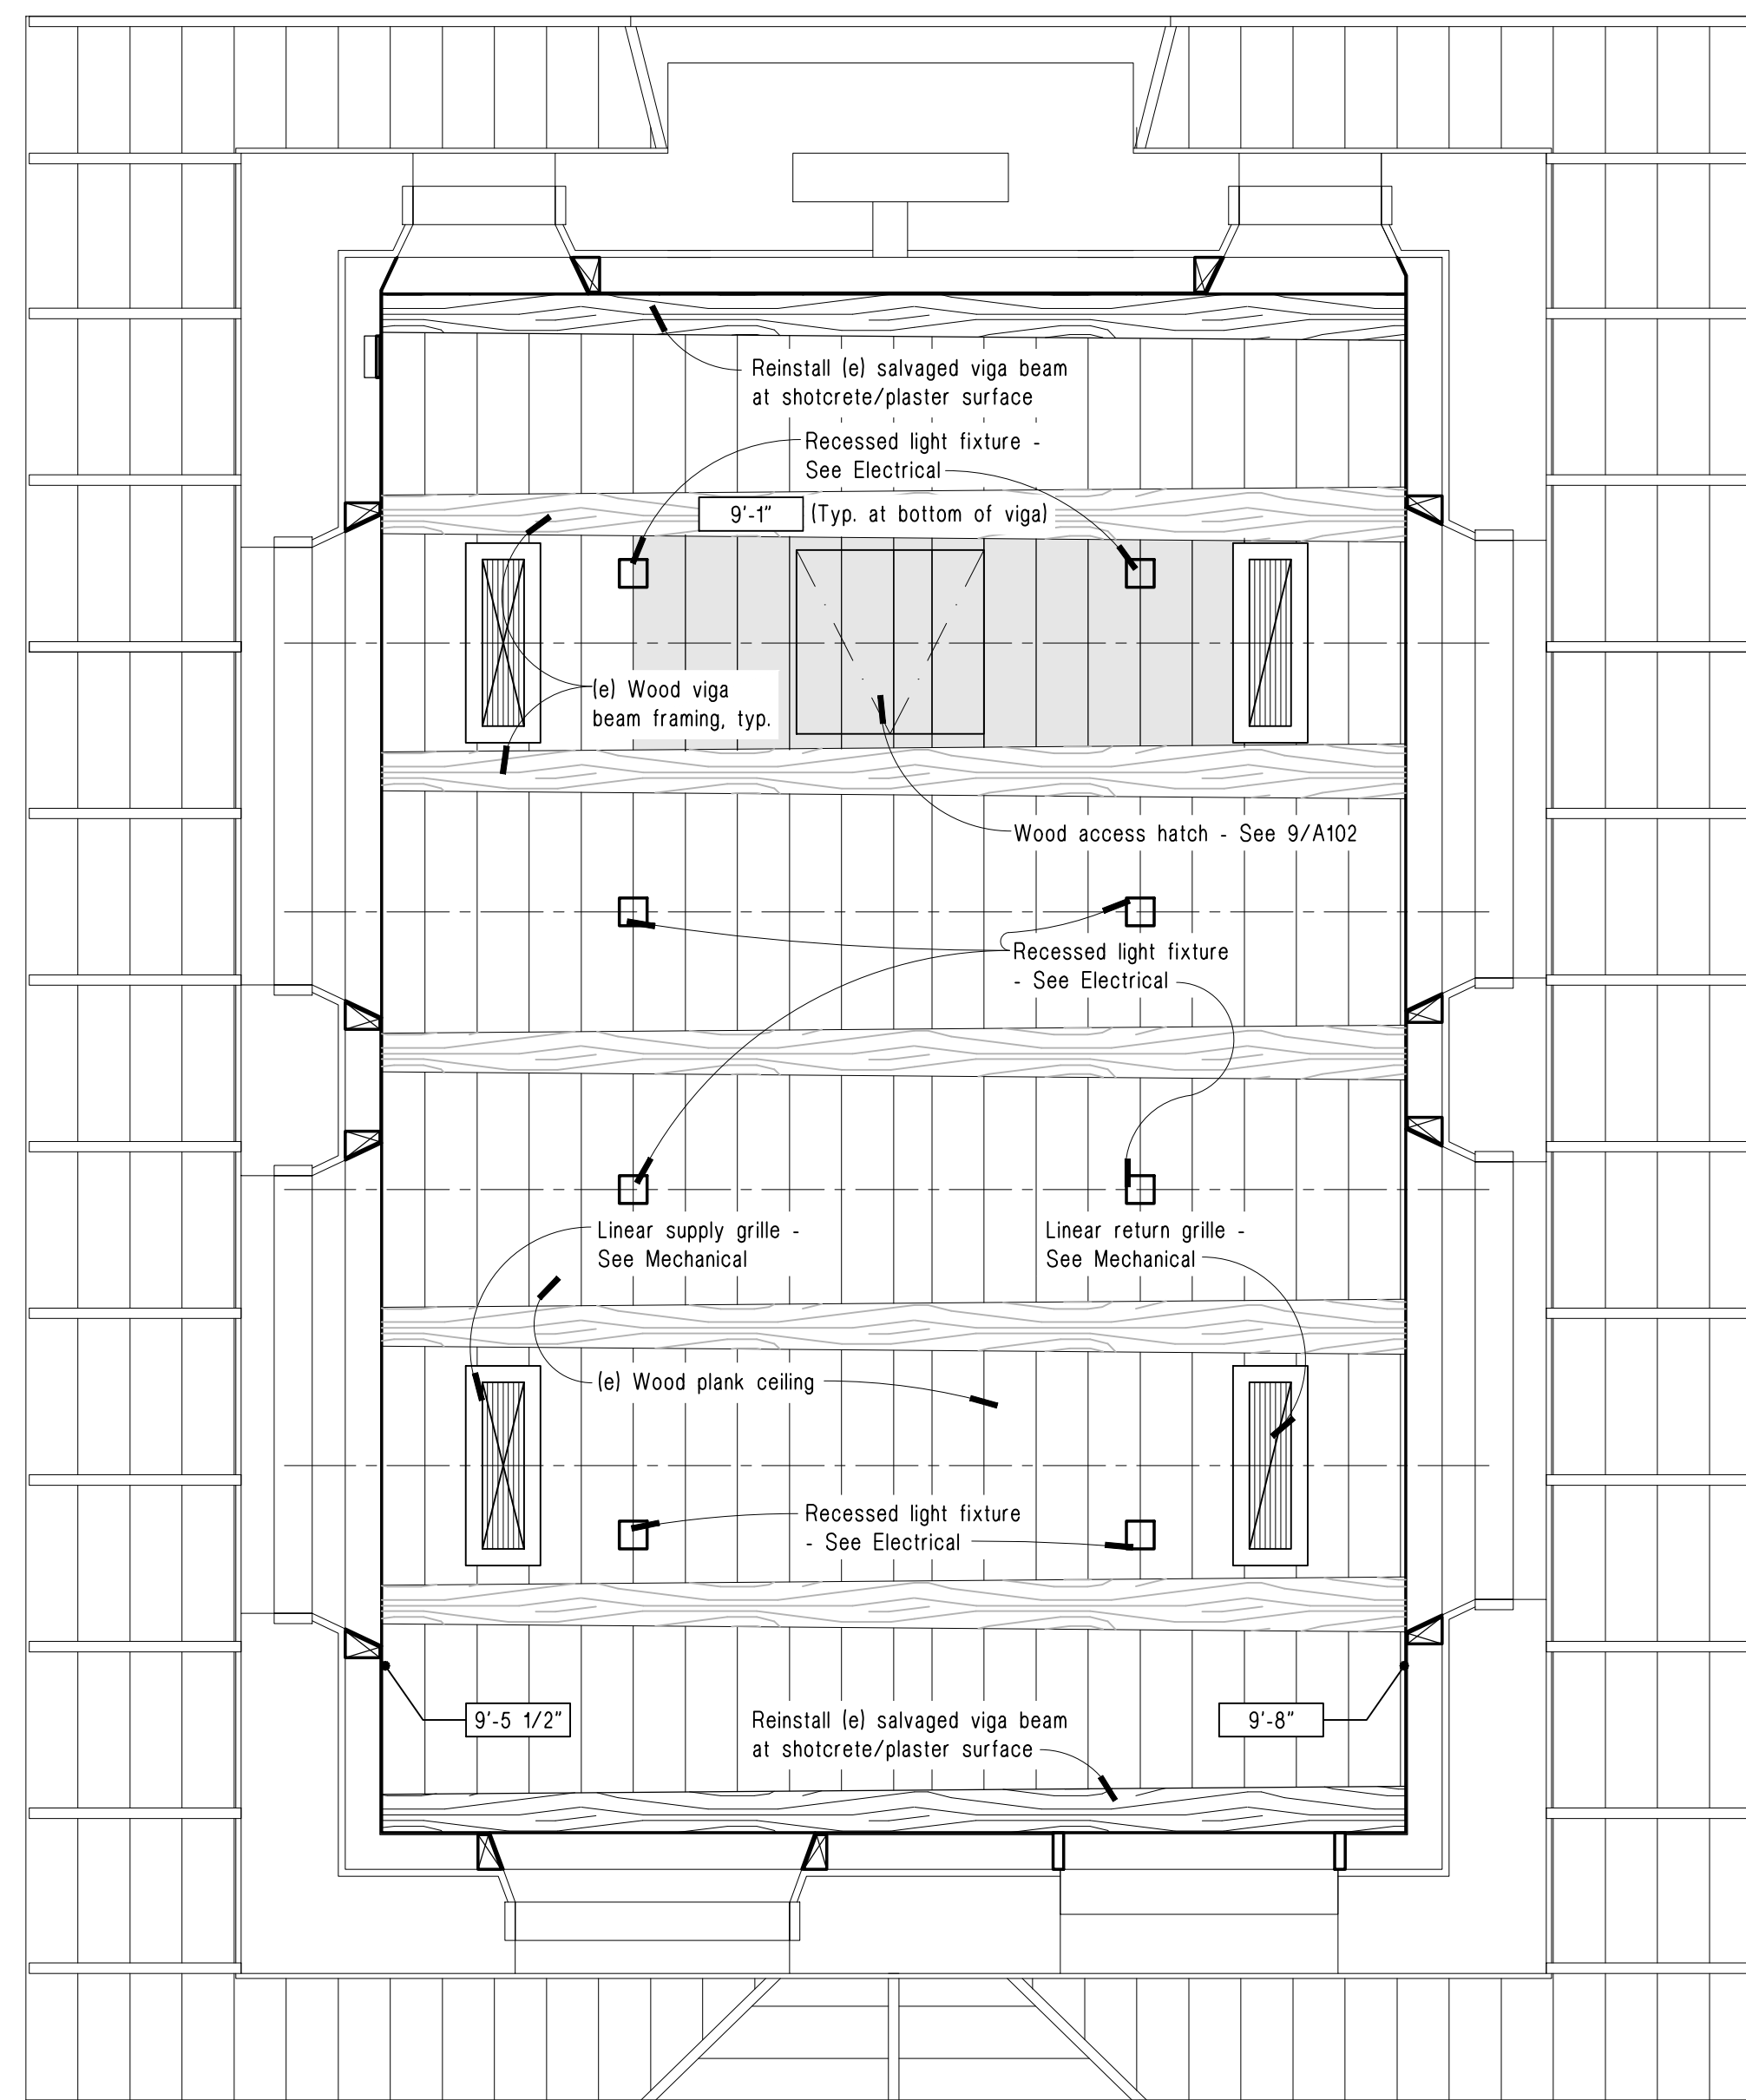 Reinstall (e) salvaged viga beam
at shotcrete/plaster surface
Recessed light fixture -
See Electrical
9'-1" (Typ. at bottom of viga)
(e) Wood viga
beam framing, typ.
Wood access hatch - See 9/A102
Recessed light fixture
- See Electrical
Linear supply grille -
See Mechanical
Linear return grille -
See Mechanical
(e) Wood plank ceiling
Recessed light fixture
- See Electrical
9'-5 1/2"
Reinstall (e) salvaged viga beam
at shotcrete/plaster surface
9'-8"